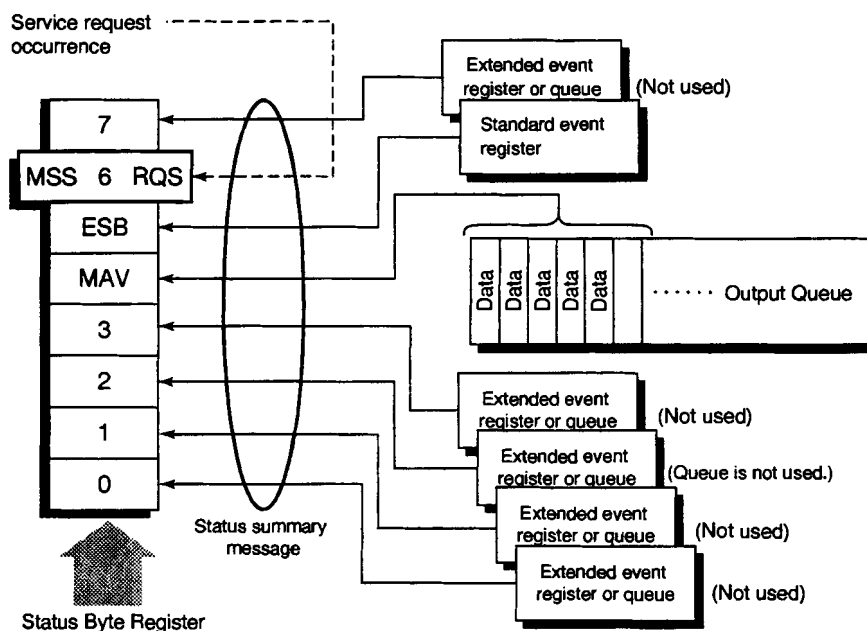 Service request
occurrence
Extended event
register or queue
(Not used)
Standard event
register
7
MSS 6 RQS
ESB
MAV
3
2
1
0
Data
Data
Data
Data
Data
...... Output Queue
Extended event
register or queue
(Not used)
Extended event
register or queue
(Queue is not used.)
Extended event
register or queue
(Not used)
Extended event
register or queue
(Not used)
Status summary
message
Status Byte Register